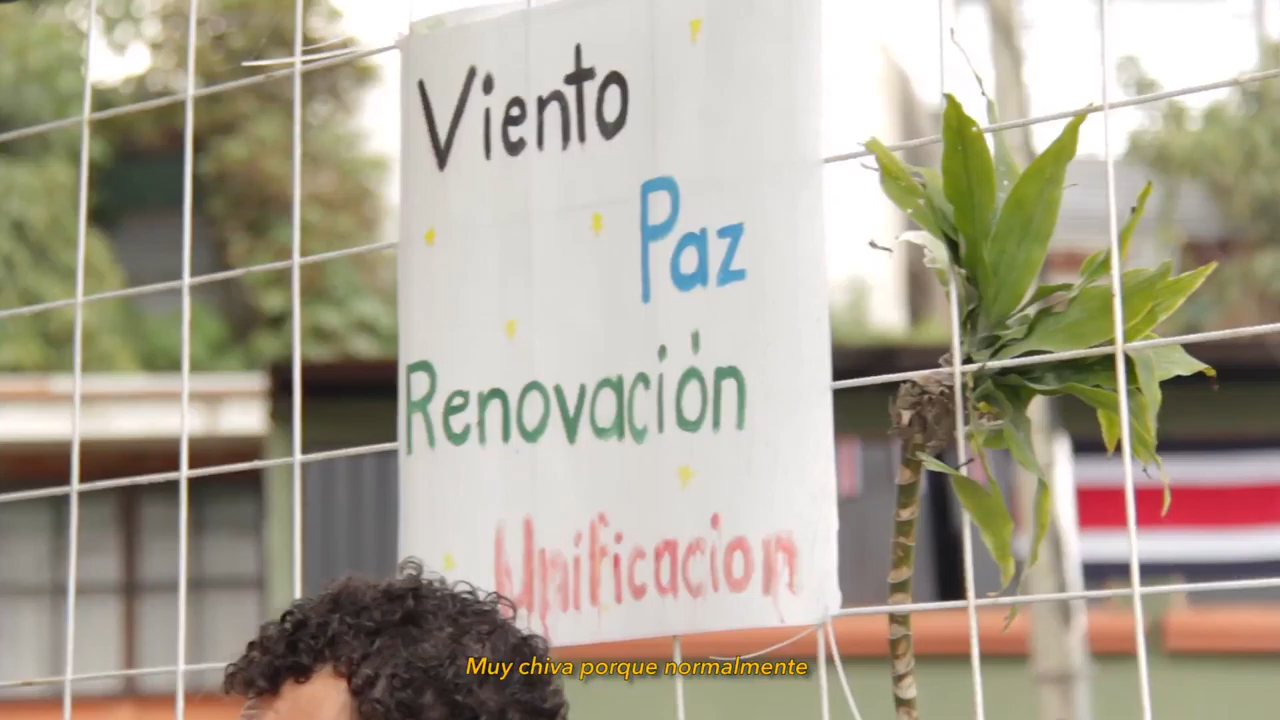 Viento
Paz
Renovación
Unificacion
Muy chiva porque normalmente